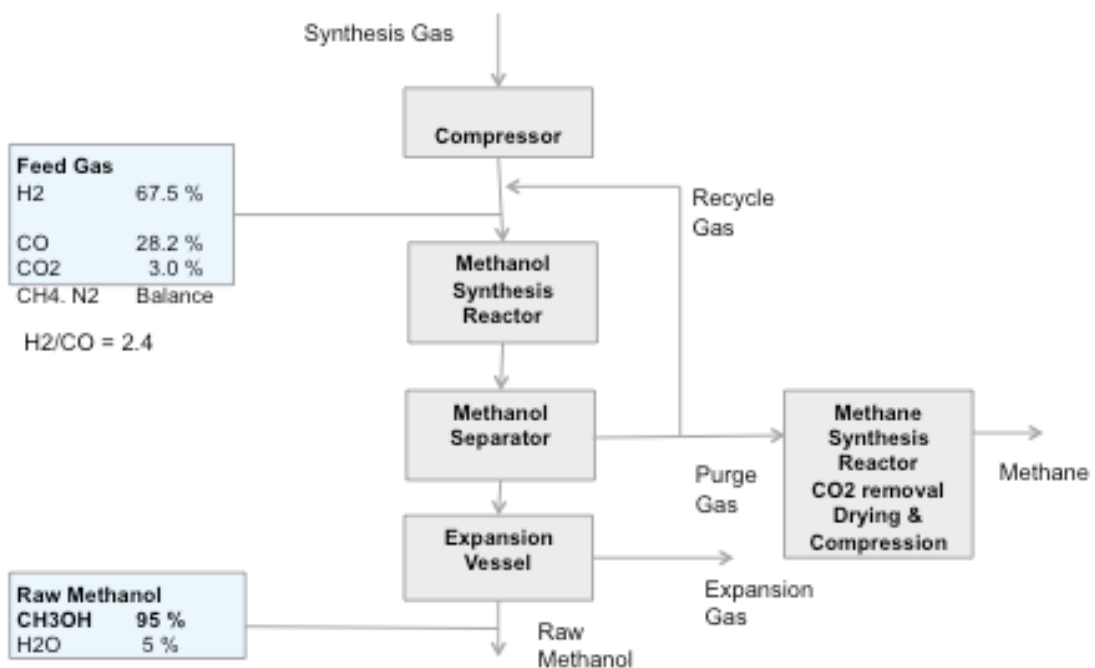 Synthesis Gas
Compressor
Feed Gas
H2 67.5 %
CO 28.2 %
CO2 3.0 %
CH4. N2 Balance
H2/CO = 2.4
Recycle
Gas
Methanol
Synthesis
Reactor
Methanol
Separator
Purge
Gas
Methane
Synthesis
Reactor
CO2 removal
Drying &
Compression
Methane
Expansion
Vessel
Expansion
Gas
Raw Methanol
CH3OH 95 %
H2O 5 %
Raw
Methanol